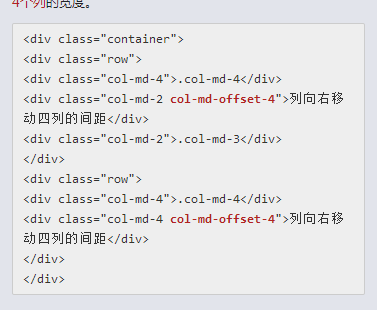 4个列的宽度。
<div class="container">
<div class="row">
<div class="col-md-4">.col-md-4</div>
<div class="col-md-2 col-md-offset-4">列向右移
动四列的间距</div>
<div class="col-md-2">.col-md-3</div>
</div>
<div class="row">
<div class="col-md-4">.col-md-4</div>
<div class="col-md-4 col-md-offset-4">列向右移
动四列的间距</div>
</div>
</div>